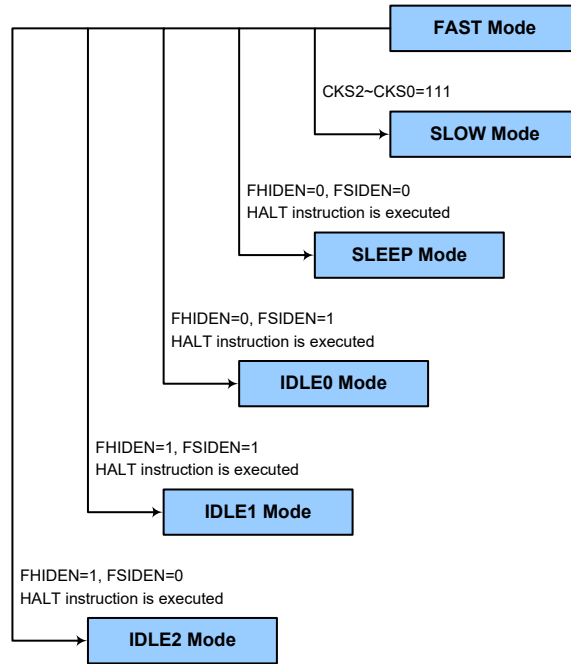 FAST Mode
CKS2~CKS0=111
SLOW Mode
FHIDEN=0, FSIDEN=0
HALT instruction is executed
SLEEP Mode
FHIDEN=0, FSIDEN=1
HALT instruction is executed
IDLE0 Mode
FHIDEN=1, FSIDEN=1
HALT instruction is executed
IDLE1 Mode
FHIDEN=1, FSIDEN=0
HALT instruction is executed
IDLE2 Mode